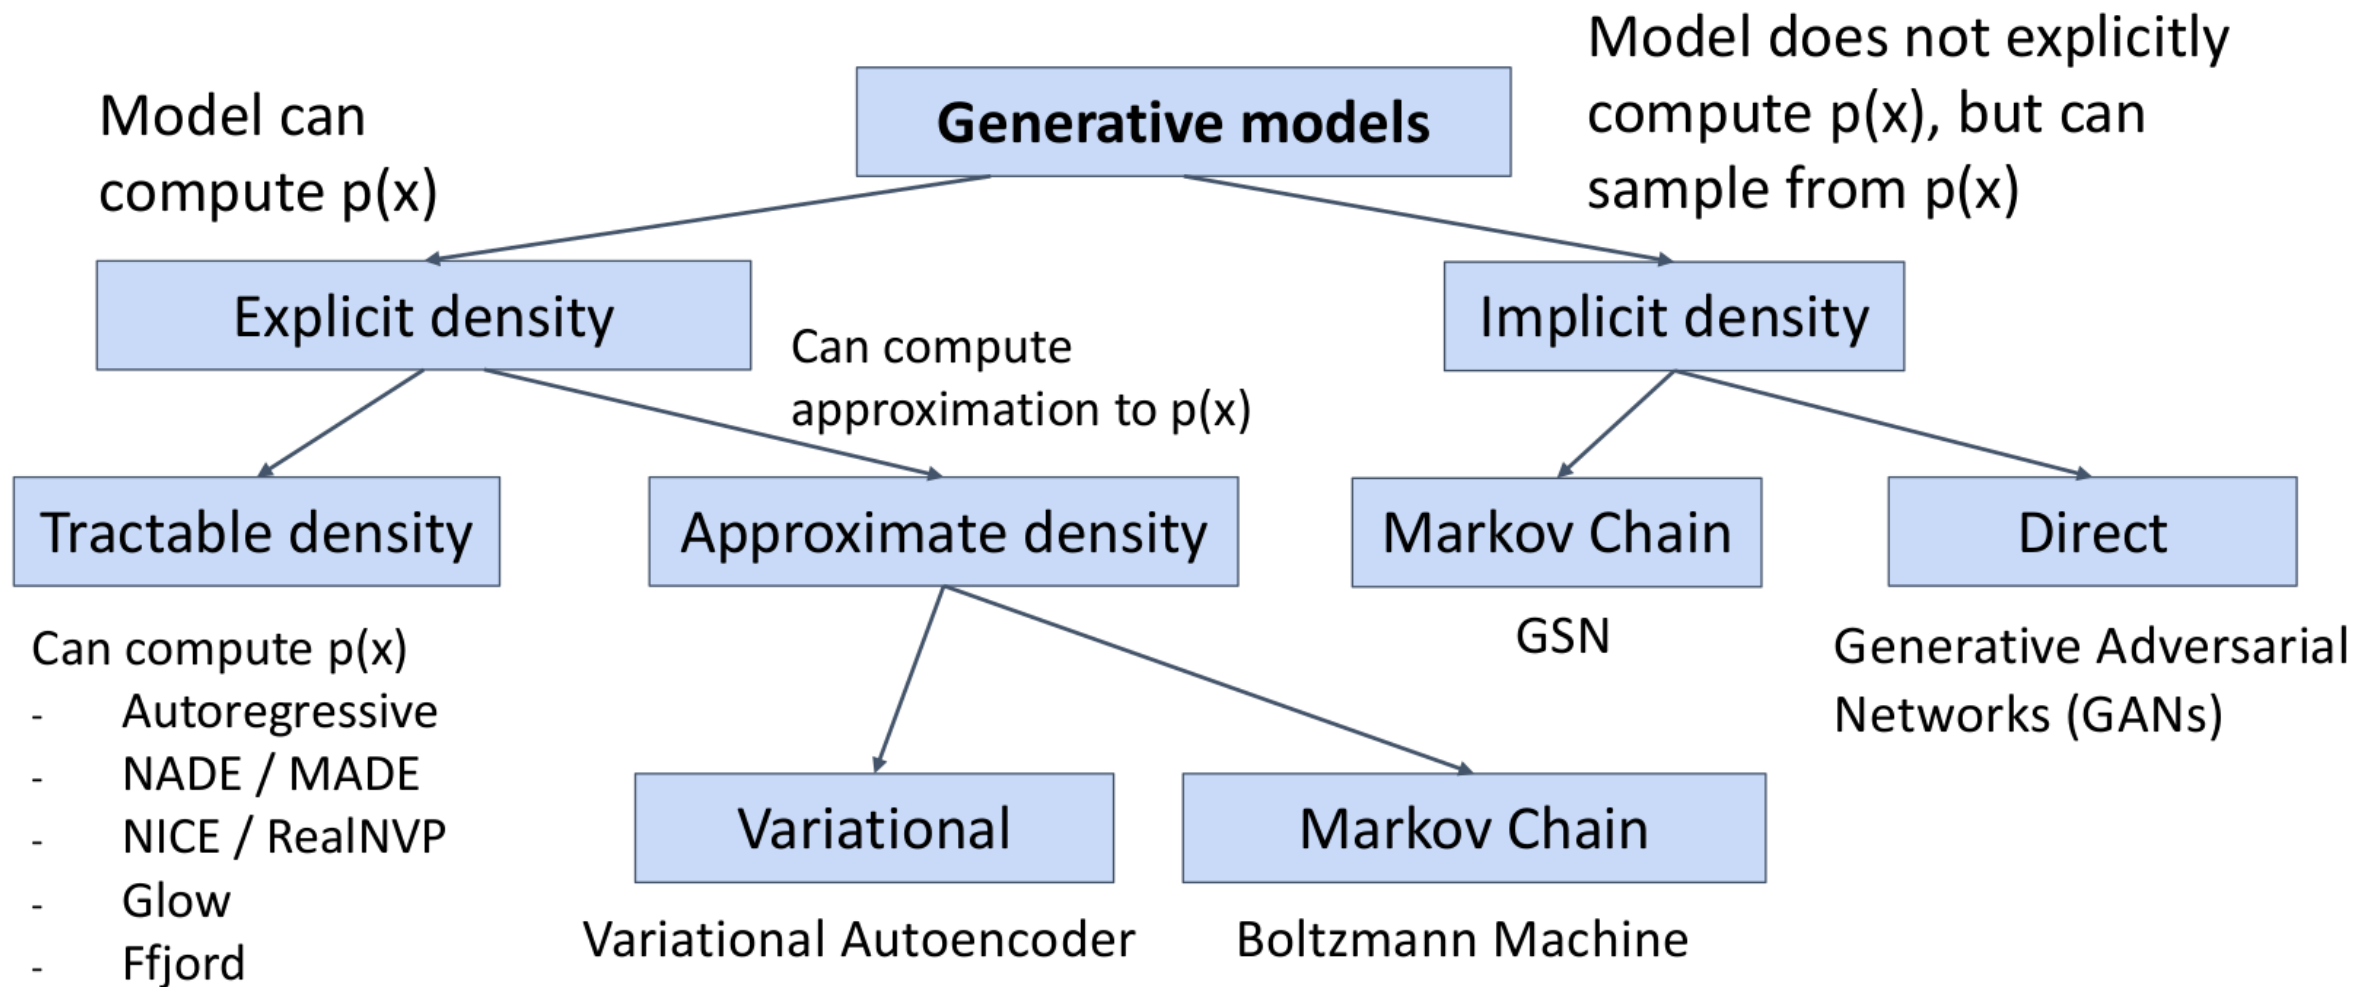 Generative models
Model can
compute p(x)
Model does not explicitly
compute p(x), but can
sample from p(x)
Explicit density
Implicit density
Can compute
approximation to p(x)
Tractable density
Approximate density
Markov Chain
Direct
Can compute p(x)
- Autoregressive
- NADE / MADE
- NICE / RealNVP
- Glow
- Ffjord
GSN
Generative Adversarial
Networks (GANs)
Variational
Markov Chain
Variational Autoencoder
Boltzmann Machine